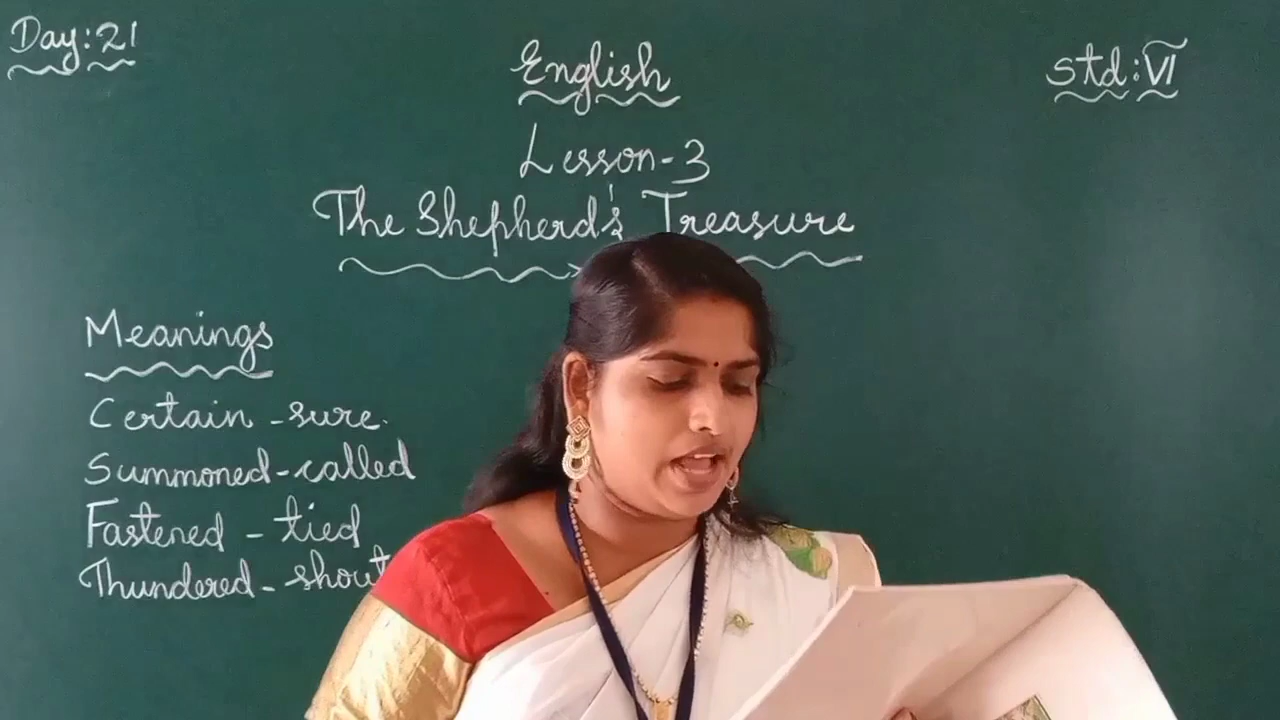 Day: 21
English
Std: VI
Lesson-3
The Shepherd's Treasure
Meanings
Certain - sure.
Summoned - called
Fastened - tied
Thundered - shout